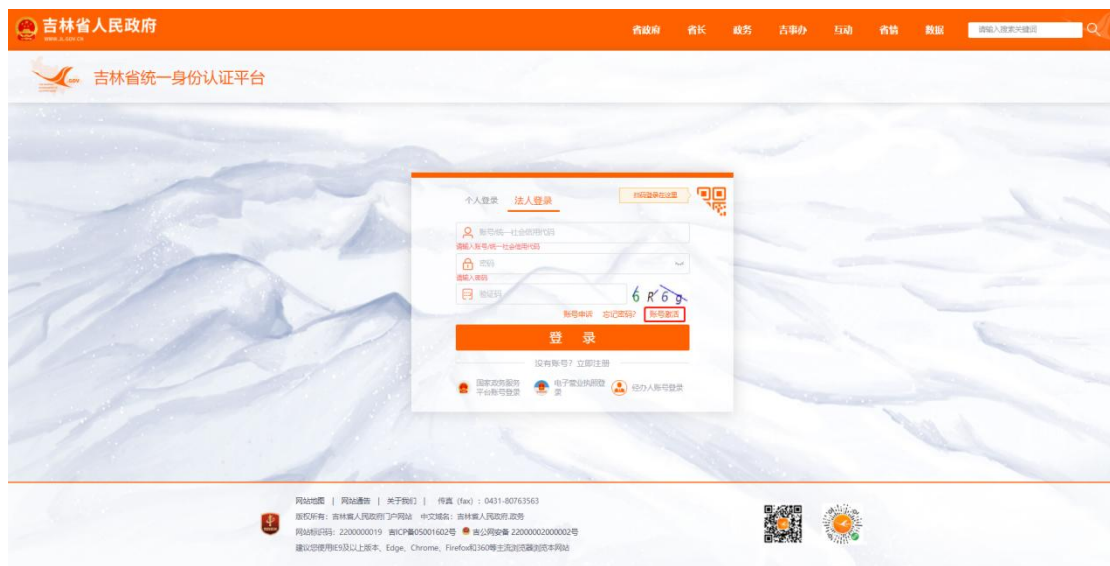 吉林省人民政府
WWW.JL.GOV.CN
省政府 省长 政务 吉事办 互动 省情 数据 请输入搜索关键词
吉林省统一身份认证平台
个人登录 法人登录 扫码登录在这里
账号/统一社会信用代码
请输入账号/统一社会信用代码
密码
请输入密码
验证码 6 R 6 g
账号申诉 忘记密码? 账号激活
登 录
没有账号? 立即注册
国家政务服务平台账号登录 电子营业执照登录 经办人账号登录
网站地图 | 网站通告 | 关于我们 | 传真 (fax) : 0431-80763563
版权所有: 吉林省人民政府门户网站 中文域名: 吉林省人民政府.政务
网站标识码: 2200000019 吉ICP备05001602号 吉公网安备 22000002000002号
建议您使用IE9及以上版本, Edge, Chrome, Firefox和360等主流浏览器浏览本网站